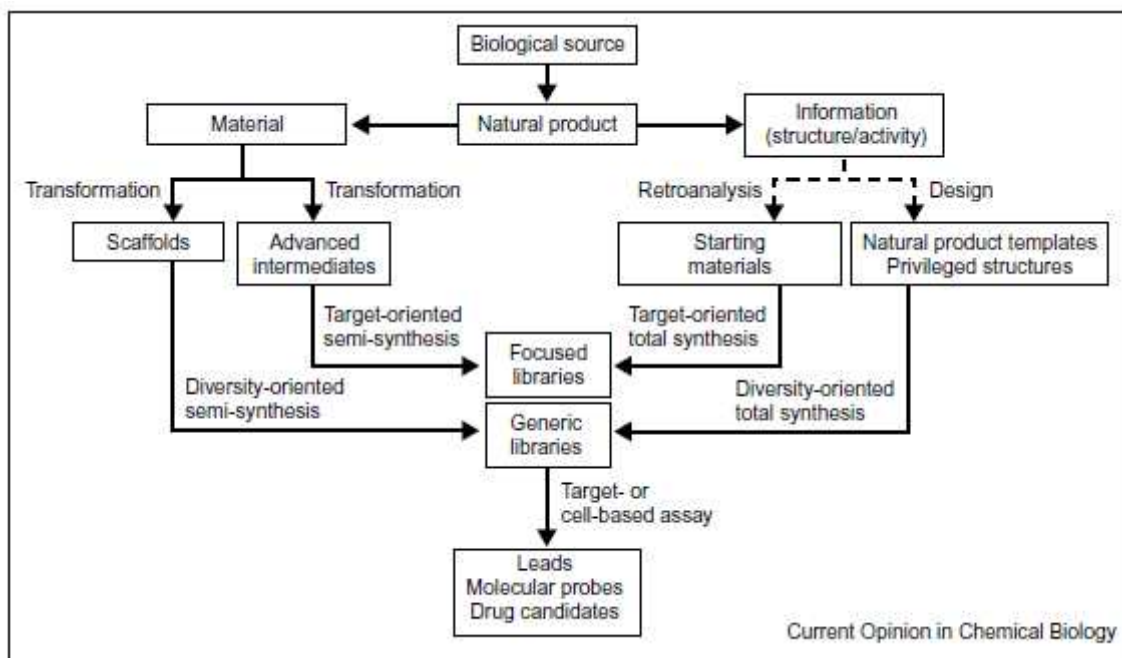 Biological source
Material
Natural product
Information
(structure/activity)
Transformation
Transformation
Retroanalysis
Design
Scaffolds
Advanced
intermediates
Starting
materials
Natural product templates
Privileged structures
Target-oriented
semi-synthesis
Target-oriented
total synthesis
Focused
libraries
Diversity-oriented
semi-synthesis
Diversity-oriented
total synthesis
Generic
libraries
Target- or
cell-based assay
Leads
Molecular probes
Drug candidates
Current Opinion in Chemical Biology